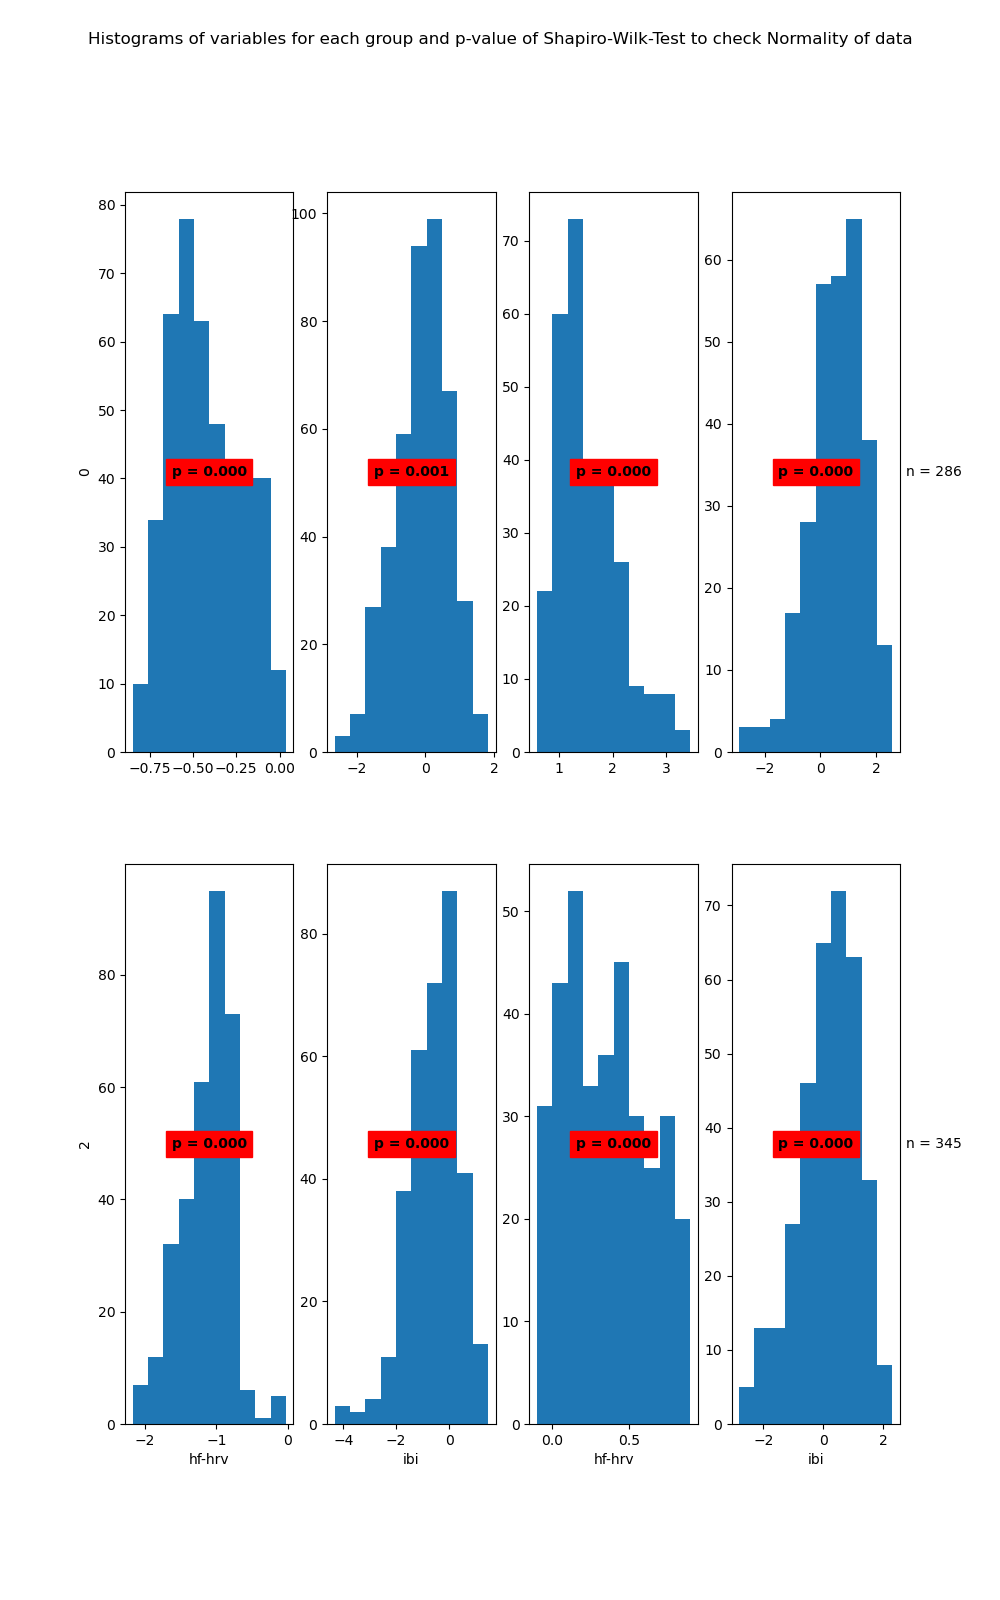 Histograms of variables for each group and p-value of Shapiro-Wilk-Test to check Normality of data
80
70
60
50
40
30
20
10
0
0
p = 0.000
−0.75 −0.50 −0.25 0.00
100
80
60
40
20
0
p = 0.001
−2 0 2
70
60
50
40
30
20
10
0
p = 0.000
1 2 3
60
50
40
30
20
10
0
p = 0.000
−2 0 2
n = 286
80
60
40
20
0
2
p = 0.000
−2 −1 0
hf-hrv
80
60
40
20
0
p = 0.000
−4 −2 0
ibi
50
40
30
20
10
0
p = 0.000
0.0 0.5
hf-hrv
70
60
50
40
30
20
10
0
p = 0.000
−2 0 2
ibi
n = 345